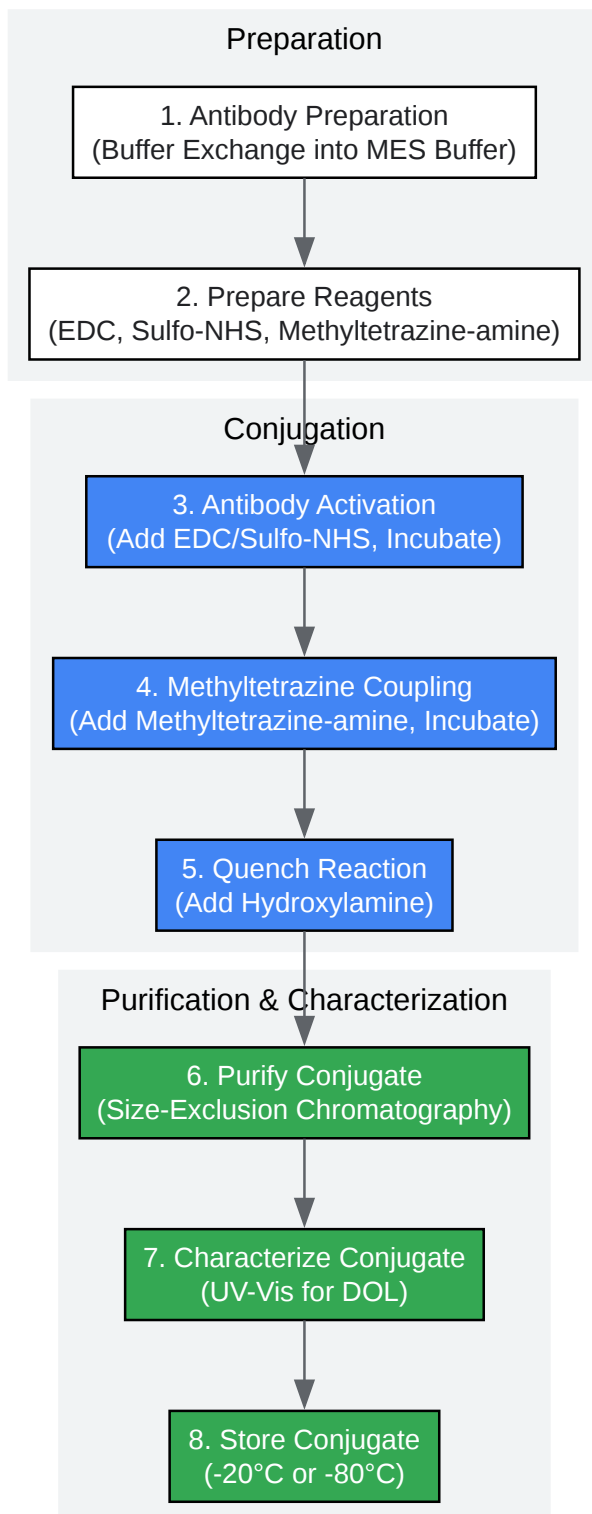 Preparation
1. Antibody Preparation
(Buffer Exchange into MES Buffer)
2. Prepare Reagents
(EDC, Sulfo-NHS, Methyltetrazine-amine)
Conjugation
3. Antibody Activation
(Add EDC/Sulfo-NHS, Incubate)
4. Methyltetrazine Coupling
(Add Methyltetrazine-amine, Incubate)
5. Quench Reaction
(Add Hydroxylamine)
Purification & Characterization
6. Purify Conjugate
(Size-Exclusion Chromatography)
7. Characterize Conjugate
(UV-Vis for DOL)
8. Store Conjugate
(-20°C or -80°C)